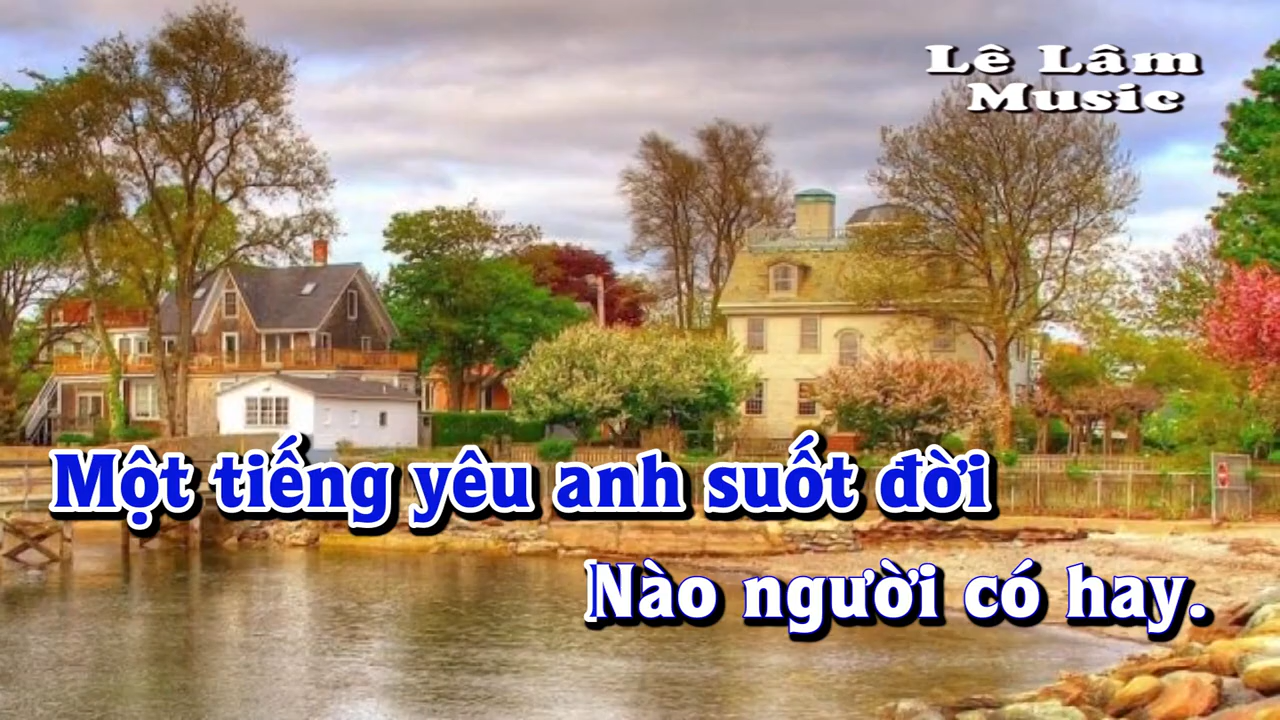 Lê Lâm
Music
Một tiếng yêu anh suốt đời
Nào người có hay.